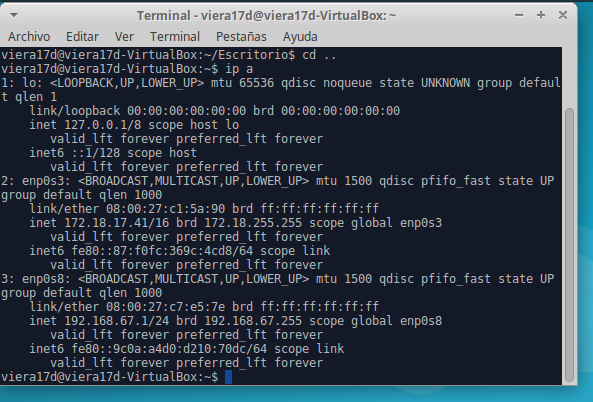 Terminal - viera17d@viera17d-VirtualBox: ~
Archivo Editar Ver Terminal Pestañas Ayuda
viera17d@viera17d-VirtualBox:~/Escritorio$ cd ..
viera17d@viera17d-VirtualBox:~$ ip a
1: lo: <LOOPBACK,UP,LOWER_UP> mtu 65536 qdisc noqueue state UNKNOWN group defaul
t qlen 1
    link/loopback 00:00:00:00:00:00 brd 00:00:00:00:00:00
    inet 127.0.0.1/8 scope host lo
       valid_lft forever preferred_lft forever
    inet6 ::1/128 scope host
       valid_lft forever preferred_lft forever
2: enp0s3: <BROADCAST,MULTICAST,UP,LOWER_UP> mtu 1500 qdisc pfifo_fast state UP
group default qlen 1000
    link/ether 08:00:27:c1:5a:90 brd ff:ff:ff:ff:ff:ff
    inet 172.18.17.41/16 brd 172.18.255.255 scope global enp0s3
       valid_lft forever preferred_lft forever
    inet6 fe80::87:f0fc:369c:4cd8/64 scope link
       valid_lft forever preferred_lft forever
3: enp0s8: <BROADCAST,MULTICAST,UP,LOWER_UP> mtu 1500 qdisc pfifo_fast state UP
group default qlen 1000
    link/ether 08:00:27:c7:e5:7e brd ff:ff:ff:ff:ff:ff
    inet 192.168.67.1/24 brd 192.168.67.255 scope global enp0s8
       valid_lft forever preferred_lft forever
    inet6 fe80::9c0a:a4d0:d210:70dc/64 scope link
       valid_lft forever preferred_lft forever
viera17d@viera17d-VirtualBox:~$